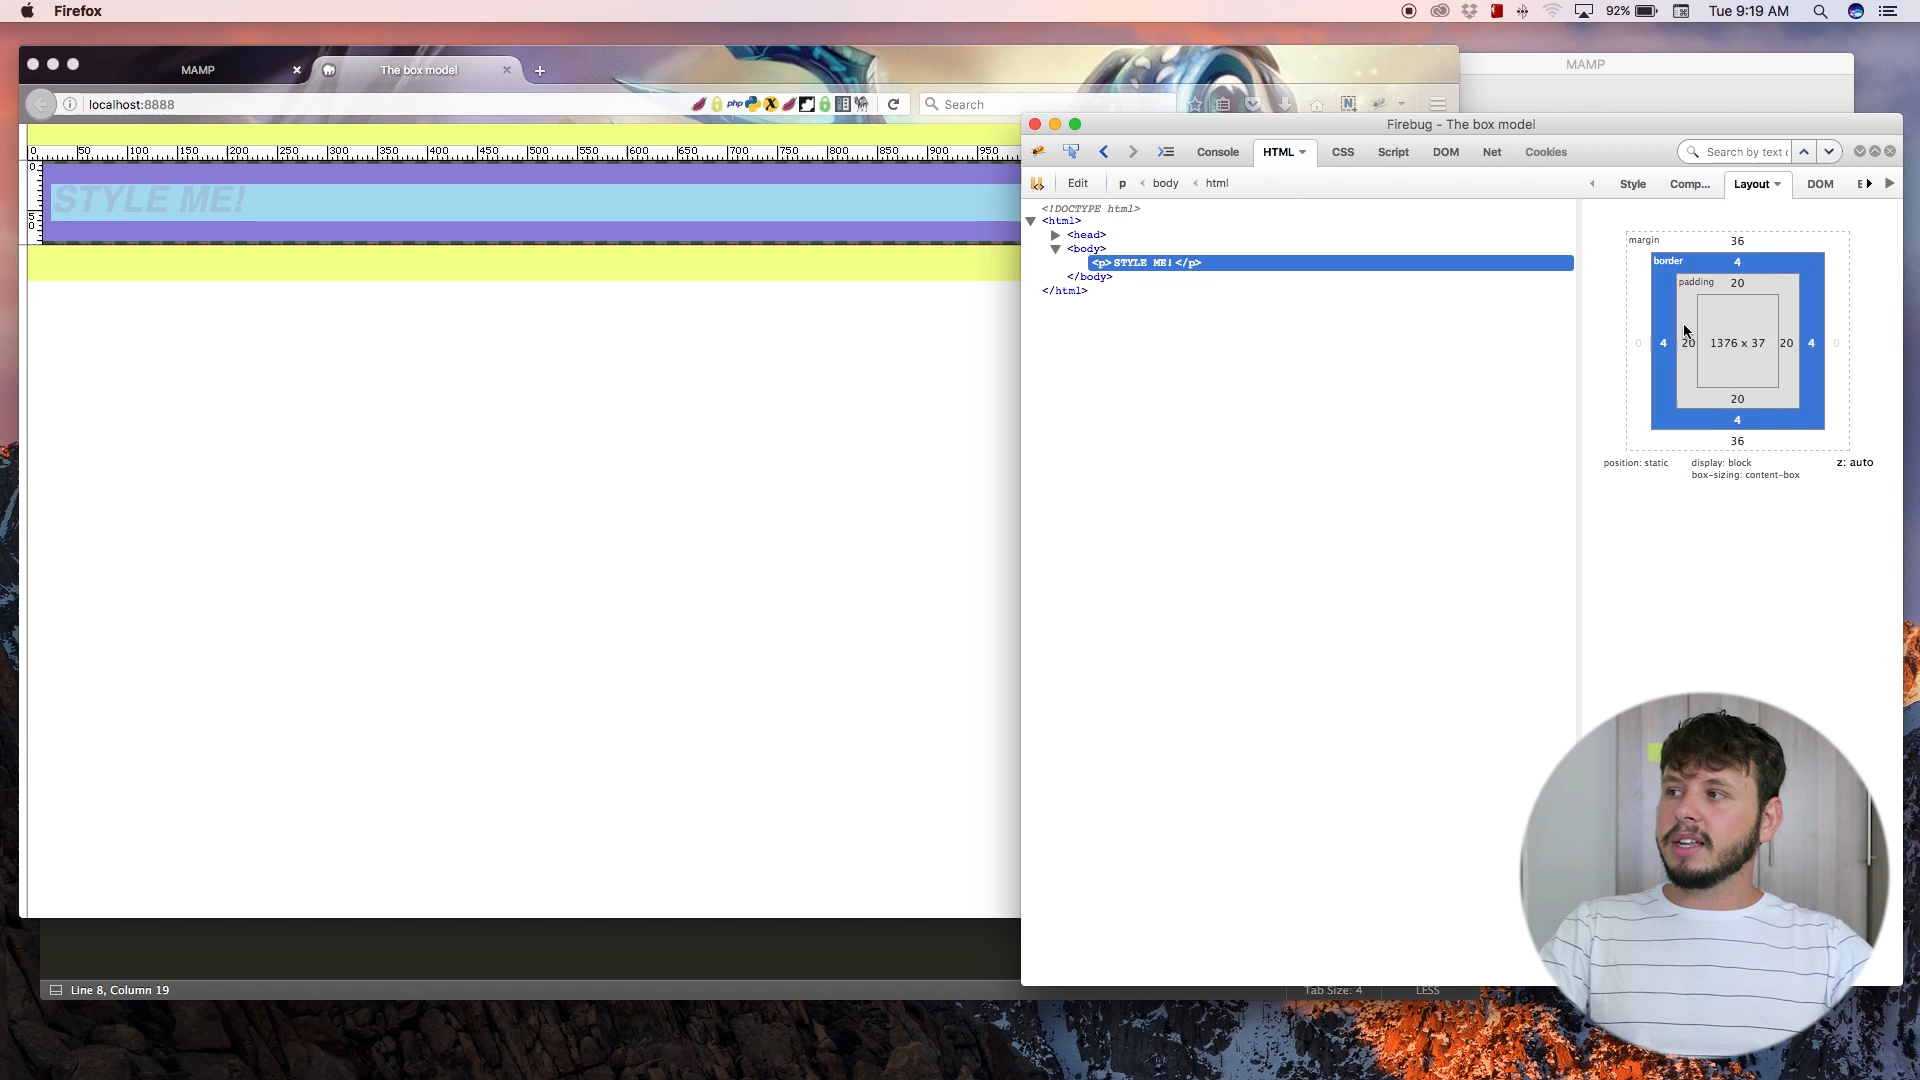 Firefox
92%
Tue 9:19 AM
MAMP
The box model
MAMP
localhost:8888
php
Search
Firebug - The box model
0 50 100 150 200 250 300 350 400 450 500 550 600 650 700 750 800 850 900 950
0
50
STYLE ME!
Console HTML CSS Script DOM Net Cookies
Search by text
Edit p < body < html
Style Comp... Layout DOM E
<!DOCTYPE html>
<html>
<head>
<body>
<p>STYLE ME!</p>
</body>
</html>
margin 36
border 4
padding 20
0 4 20 1376 x 37 20 4 0
20
4
36
position: static display: block z: auto
box-sizing: content-box
Line 8, Column 19
Tab Size: 4
LESS